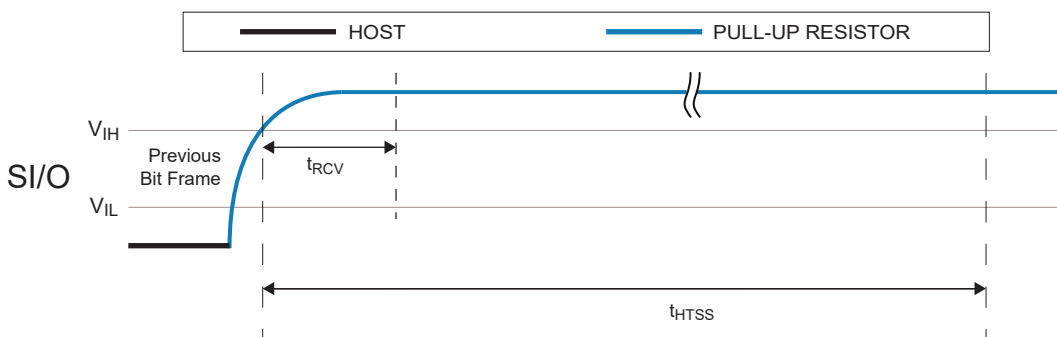 HOST
PULL-UP RESISTOR
VIH
Previous
Bit Frame
tRCV
SI/O
VIL
tHTSS